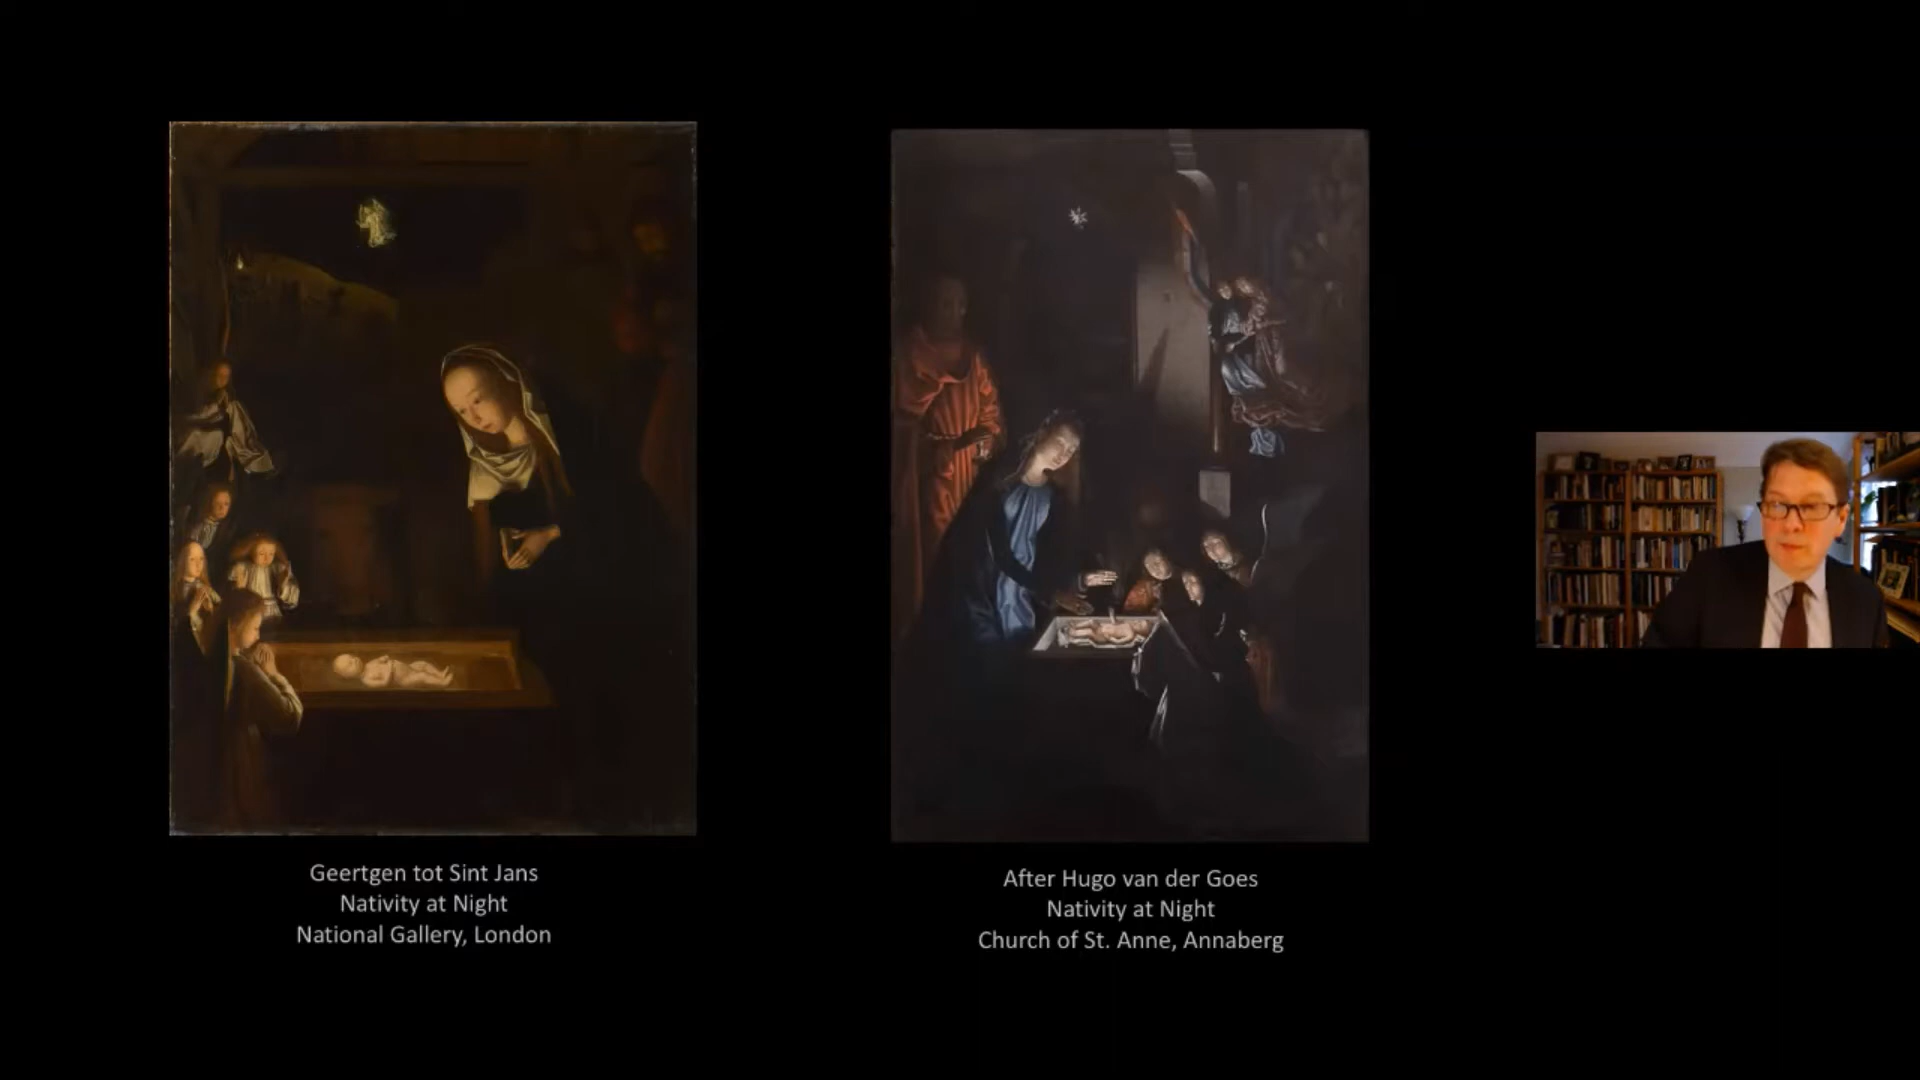 Geertgen tot Sint Jans
Nativity at Night
National Gallery, London
After Hugo van der Goes
Nativity at Night
Church of St. Anne, Annaberg